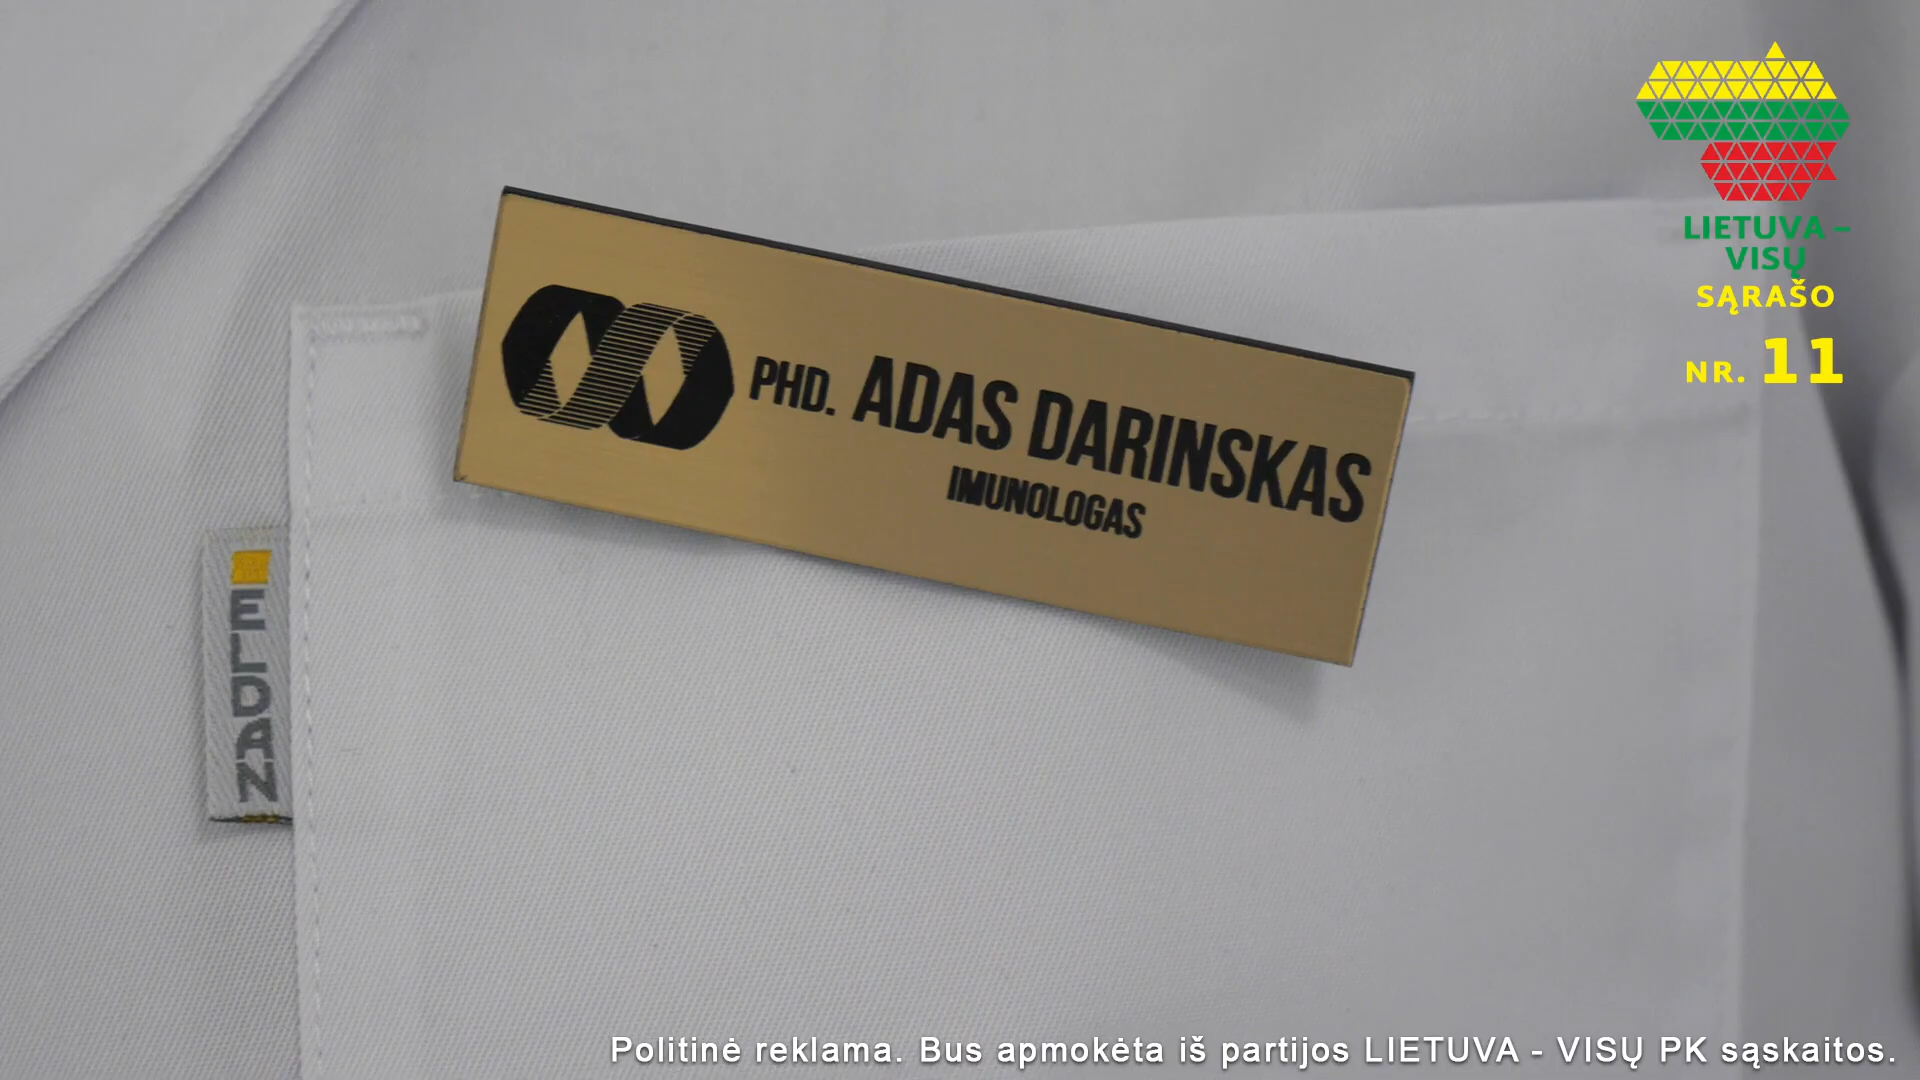 LIETUVA –
VISŲ
SĄRAŠO
NR. 11
PHD. ADAS DARINSKAS
IMUNOLOGAS
ELDAN
Politinė reklama. Bus apmokėta iš partijos LIETUVA - VISŲ PK sąskaitos.